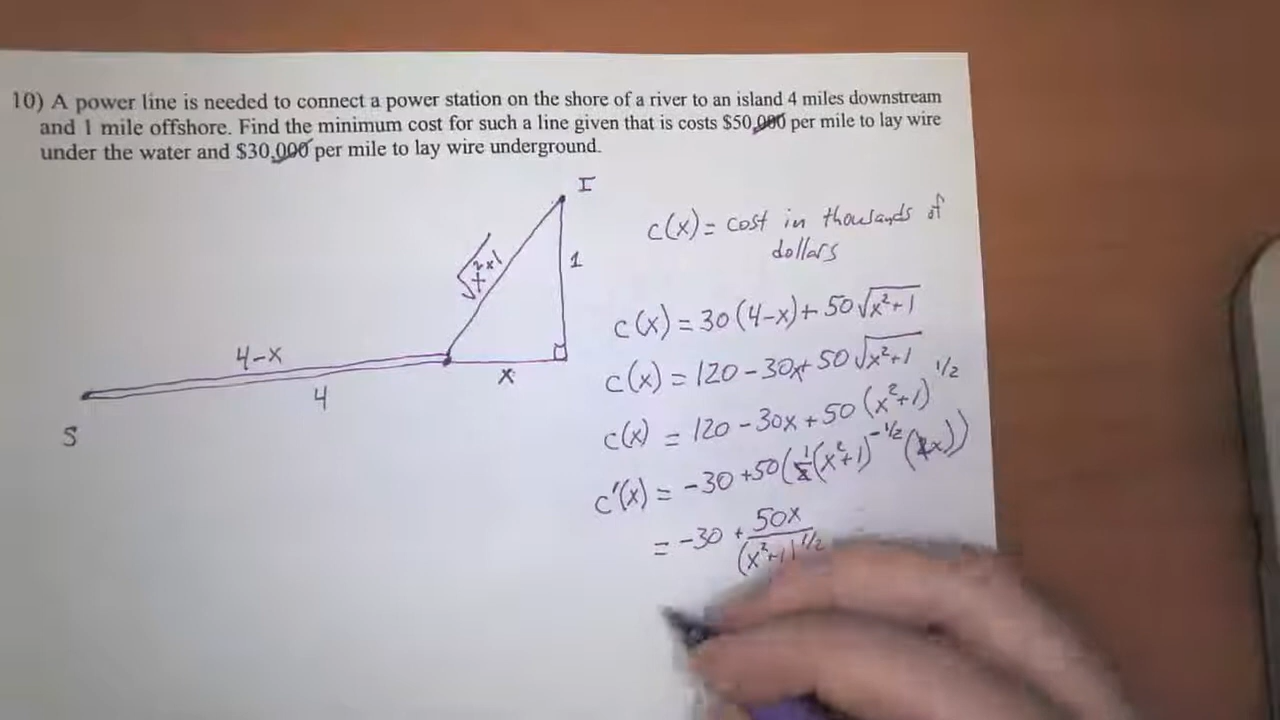 10) A power line is needed to connect a power station on the shore of a river to an island 4 miles downstream
and 1 mile offshore. Find the minimum cost for such a line given that is costs $50,000 per mile to lay wire
under the water and $30,000 per mile to lay wire underground.
I
c(x) = cost in thousands of
dollars
√x²+1
1
c(x) = 30(4-x)+ 50√x²+1
4-x
c(x) = 120-30x+50√x²+1
x
4
c(x) = 120-30x+50(x²+1)^1/2
S
c'(x) = -30+50(1/2(x²+1)^-1/2(2x))
= -30 + 50x/(x²+1)^1/2